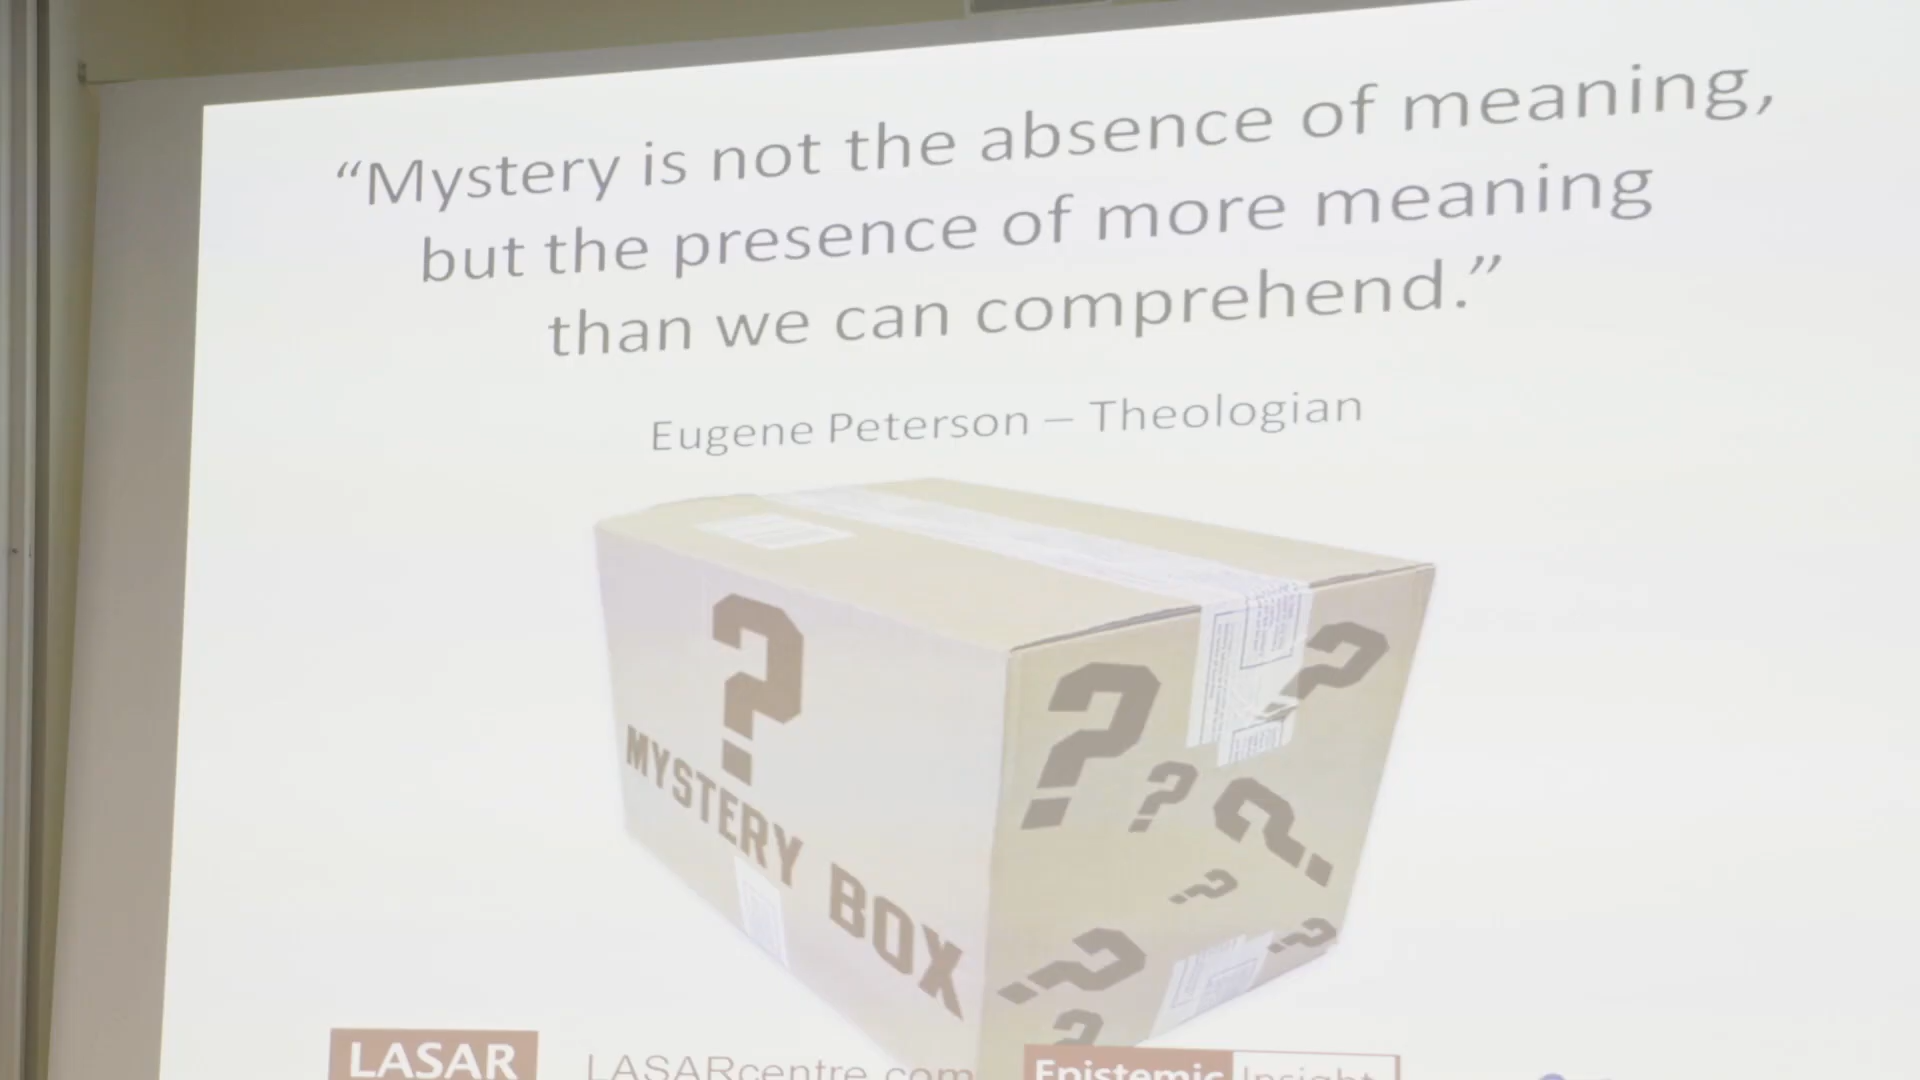 “Mystery is not the absence of meaning,
but the presence of more meaning
than we can comprehend.”
Eugene Peterson – Theologian
?
MYSTERY BOX
? ? ? ? ? ? ? ?
LASAR
LASARcentre.com
Epistemic Insight